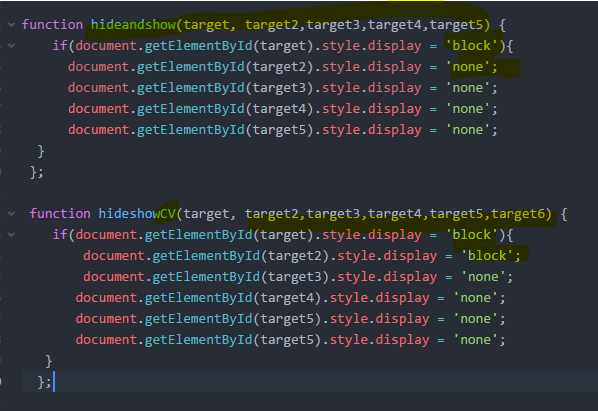 function hideandshow(target, target2,target3,target4,target5) {
if(document.getElementById(target).style.display = 'block'){
document.getElementById(target2).style.display = 'none';
document.getElementById(target3).style.display = 'none';
document.getElementById(target4).style.display = 'none';
document.getElementById(target5).style.display = 'none';
}
};
function hideshowCV(target, target2,target3,target4,target5,target6) {
if(document.getElementById(target).style.display = 'block'){
document.getElementById(target2).style.display = 'block';
document.getElementById(target3).style.display = 'none';
document.getElementById(target4).style.display = 'none';
document.getElementById(target5).style.display = 'none';
document.getElementById(target5).style.display = 'none';
}
};